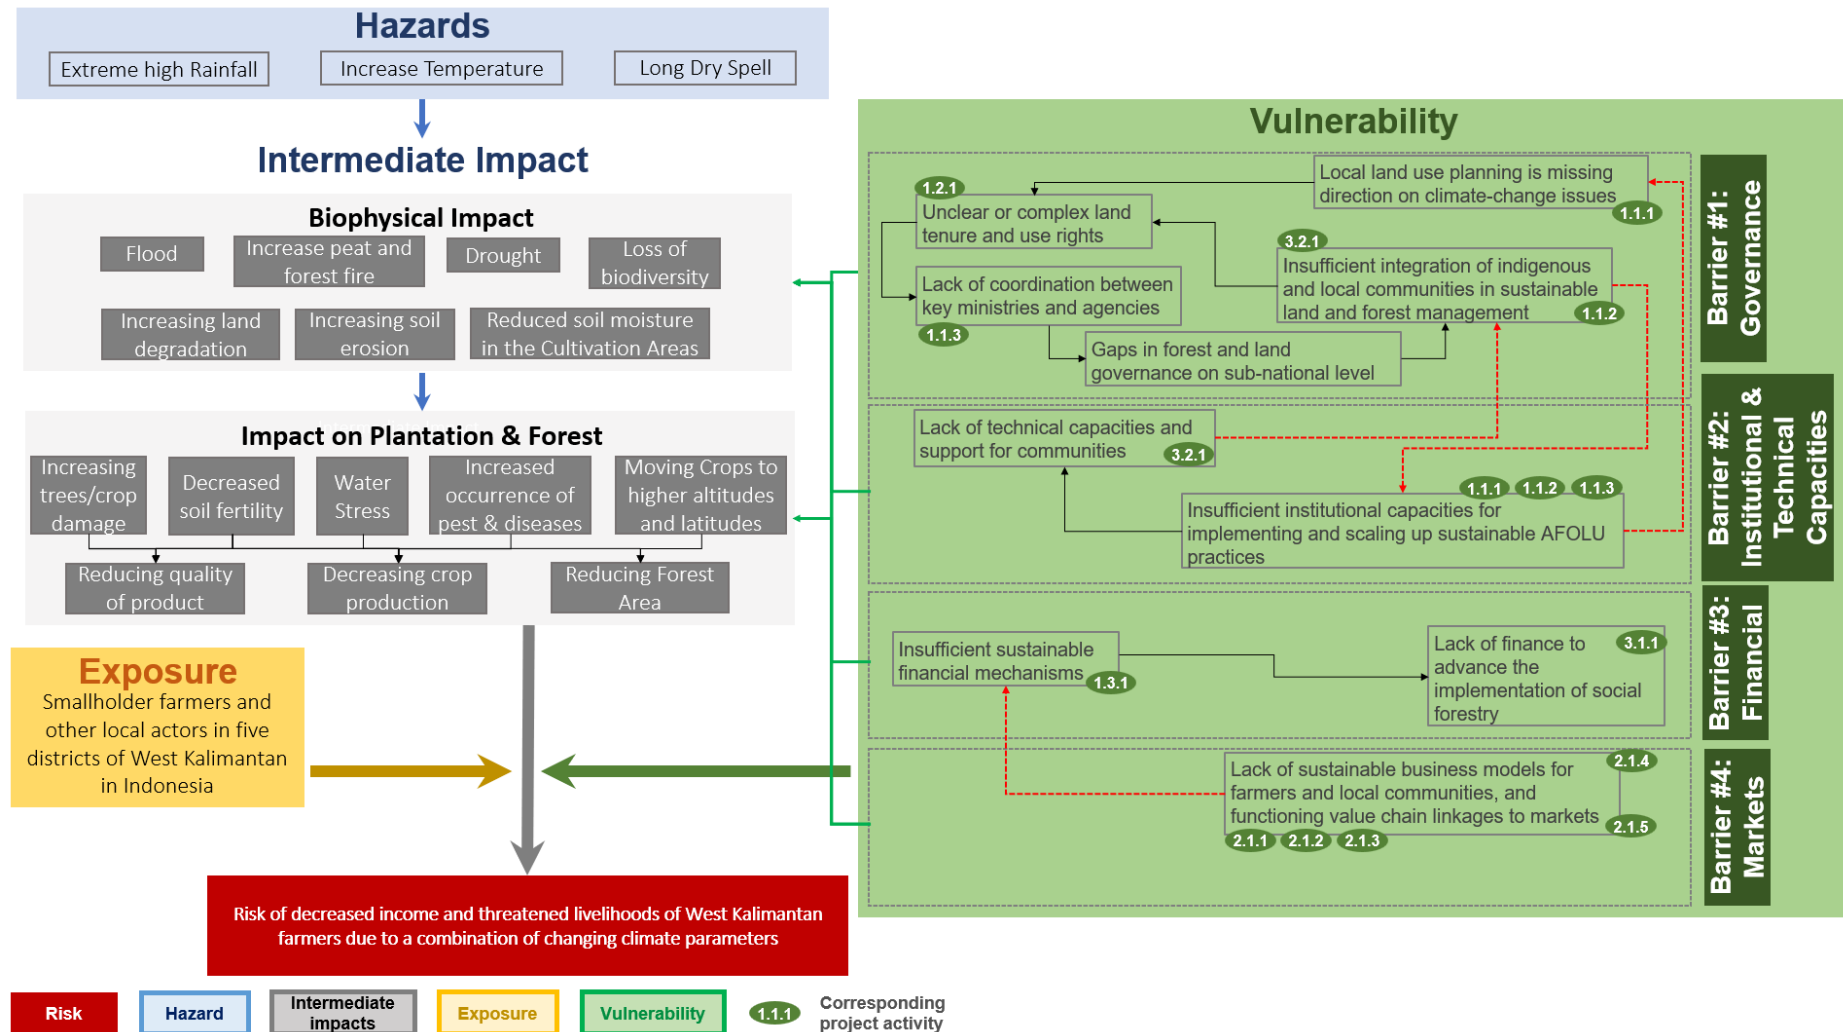 Hazards
Extreme high Rainfall
Increase Temperature
Long Dry Spell
Intermediate Impact
Biophysical Impact
Flood
Increase peat and
forest fire
Drought
Loss of
biodiversity
Increasing land
degradation
Increasing soil
erosion
Reduced soil moisture
in the Cultivation Areas
Impact on Plantation & Forest
Increasing
trees/crop
damage
Decreased
soil fertility
Water
Stress
Increased
occurrence of
pest & diseases
Moving Crops to
higher altitudes
and latitudes
Reducing quality
of product
Decreasing crop
production
Reducing Forest
Area
Exposure
Smallholder farmers and
other local actors in five
districts of West Kalimantan
in Indonesia
Risk of decreased income and threatened livelihoods of West Kalimantan
farmers due to a combination of changing climate parameters
Vulnerability
Barrier #1:
Governance
Local land use planning is missing
direction on climate-change issues
1.1.1
1.2.1
Unclear or complex land
tenure and use rights
3.2.1
Insufficient integration of indigenous
and local communities in sustainable
land and forest management
1.1.2
Lack of coordination between
key ministries and agencies
1.1.3
Gaps in forest and land
governance on sub-national level
Barrier #2:
Institutional &
Technical
Capacities
Lack of technical capacities and
support for communities
3.2.1
1.1.1
1.1.2
1.1.3
Insufficient institutional capacities for
implementing and scaling up sustainable AFOLU
practices
Barrier #3:
Financial
Insufficient sustainable
financial mechanisms
1.3.1
Lack of finance to
advance the
implementation of social
forestry
3.1.1
Barrier #4:
Markets
Lack of sustainable business models for
farmers and local communities, and
functioning value chain linkages to markets
2.1.4
2.1.5
2.1.1
2.1.2
2.1.3
Risk
Hazard
Intermediate
impacts
Exposure
Vulnerability
1.1.1
Corresponding
project activity